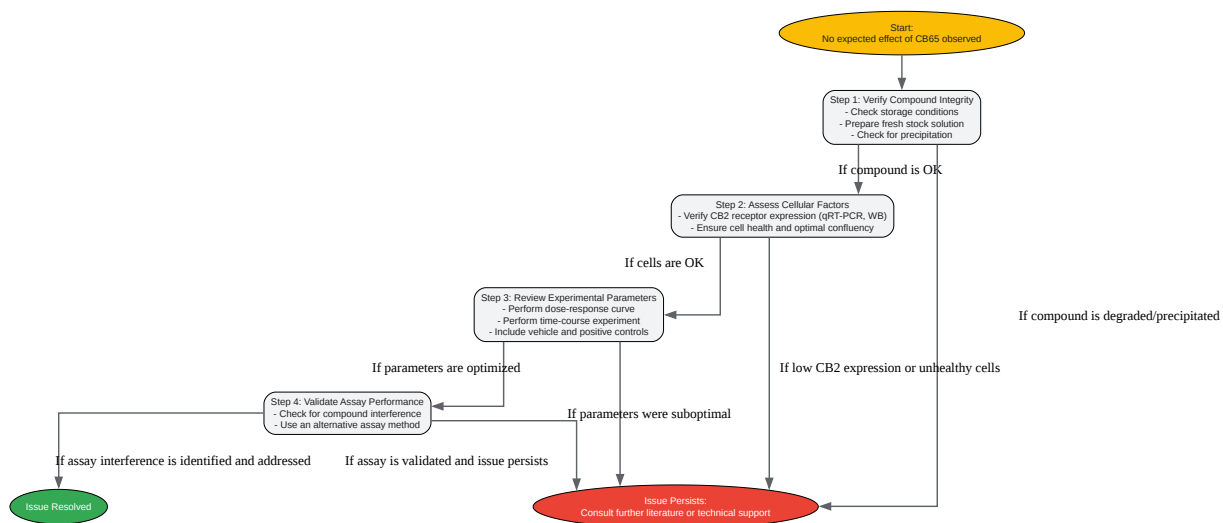 Start:
No expected effect of CB65 observed
Step 1: Verify Compound Integrity
- Check storage conditions
- Prepare fresh stock solution
- Check for precipitation
If compound is OK
Step 2: Assess Cellular Factors
- Verify CB2 receptor expression (qRT-PCR, WB)
- Ensure cell health and optimal confluency
If cells are OK
Step 3: Review Experimental Parameters
- Perform dose-response curve
- Perform time-course experiment
- Include vehicle and positive controls
If compound is degraded/precipitated
If parameters are optimized
If low CB2 expression or unhealthy cells
Step 4: Validate Assay Performance
- Check for compound interference
- Use an alternative assay method
If parameters were suboptimal
If assay interference is identified and addressed
If assay is validated and issue persists
Issue Resolved
Issue Persists:
Consult further literature or technical support